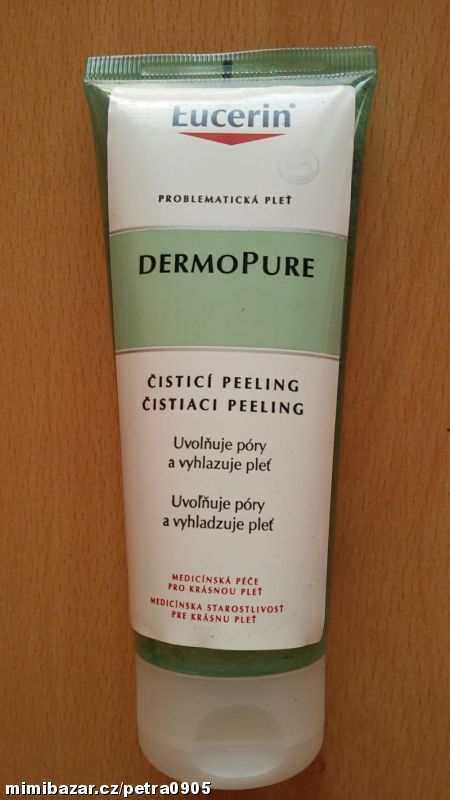 Eucerin®
PROBLEMATICKÁ PLEŤ
DERMOPURE
ČISTICÍ PEELING
ČISTIACI PEELING
Uvolňuje póry
a vyhlazuje pleť
Uvoľňuje póry
a vyhladzuje pleť
MEDICÍNSKÁ PÉČE
PRO KRÁSNOU PLEŤ
MEDICÍNSKA STAROSTLIVOSŤ
PRE KRÁSNU PLEŤ
mimibazar.cz/petra0905